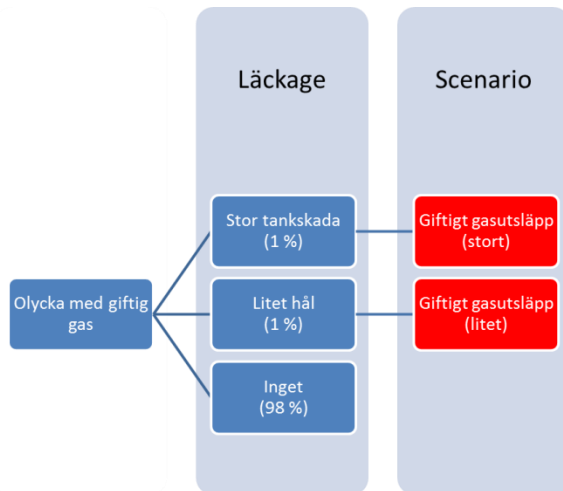 Läckage
Scenario
Stor tankskada
(1 %)
Giftigt gasutsläpp
(stort)
Olycka med giftig
gas
Litet hål
(1 %)
Giftigt gasutsläpp
(litet)
Inget
(98 %)